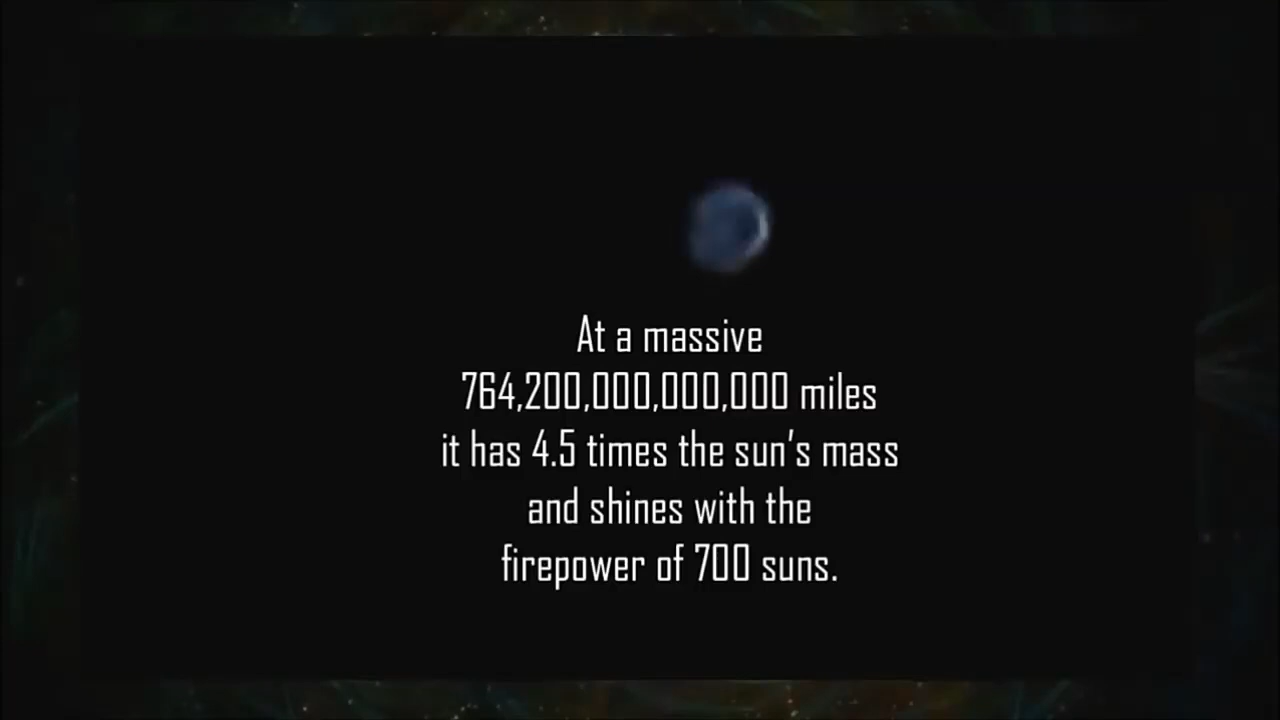 At a massive
764,200,000,000,000 miles
it has 4.5 times the sun's mass
and shines with the
firepower of 700 suns.